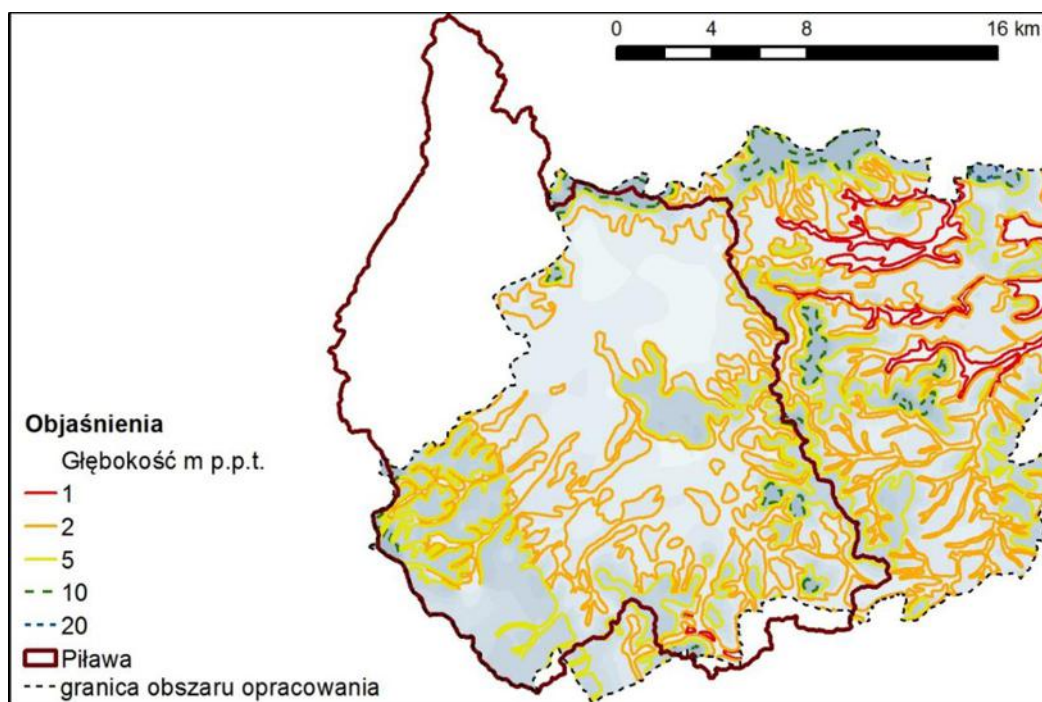 0 4 8 16 km
Objaśnienia
Głębokość m p.p.t.
1
2
5
10
20
Piława
granica obszaru opracowania